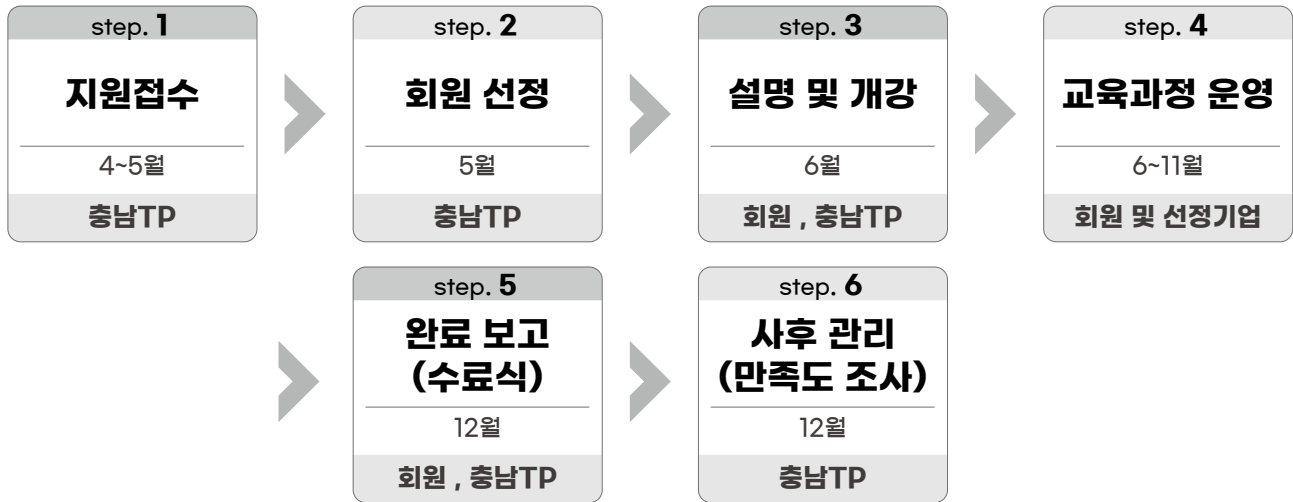 step. 1
지원접수
4~5월
충남TP
step. 2
회원 선정
5월
충남TP
step. 3
설명 및 개강
6월
회원 , 충남TP
step. 4
교육과정 운영
6~11월
회원 및 선정기업
step. 5
완료 보고
(수료식)
12월
회원 , 충남TP
step. 6
사후 관리
(만족도 조사)
12월
충남TP